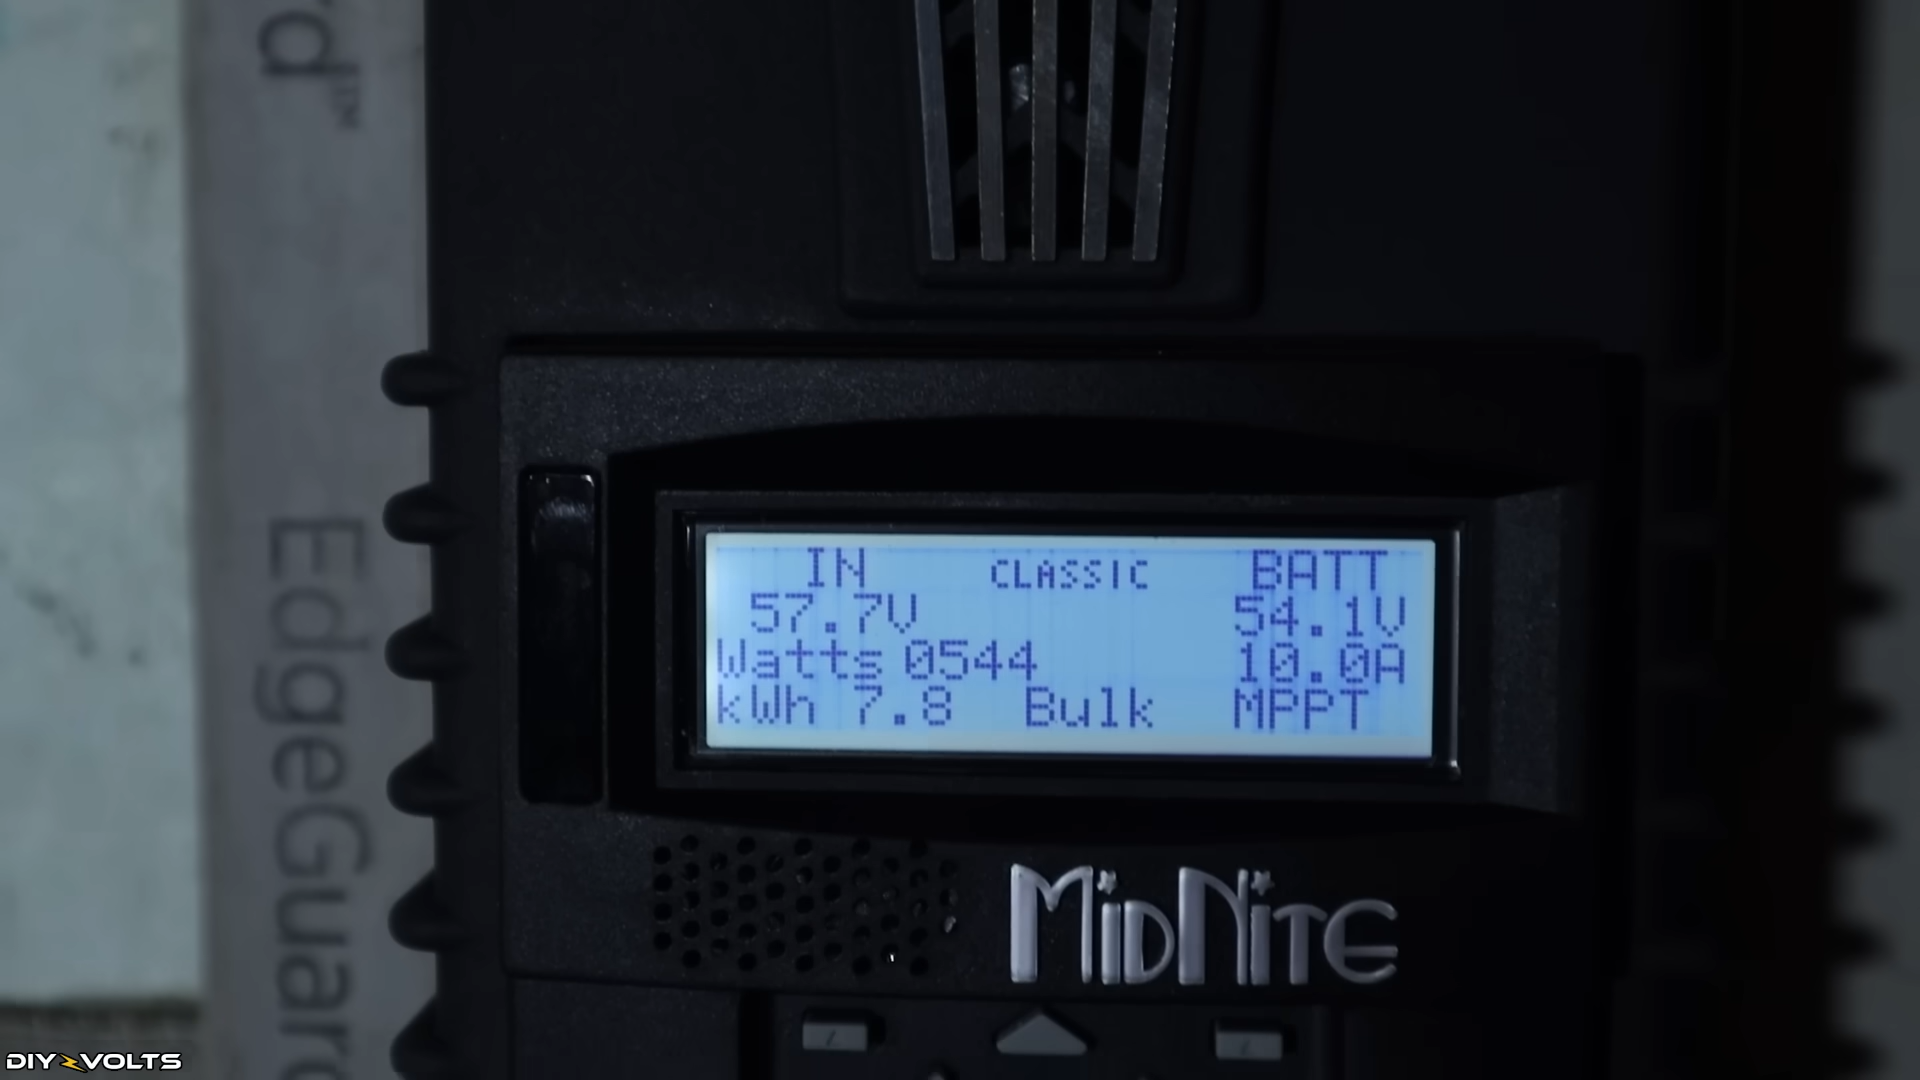 rd™
EdgeGuard
IN CLASSIC BATT
57.7V 54.1V
Watts 0544 10.0A
kWh 7.8 Bulk MPPT
MIDNITE
DIY VOLTS